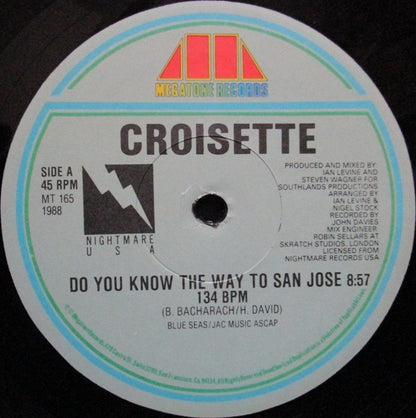 MEGATONE RECORDS
CROISETTE
SIDE A
45 RPM
MT 165
1988
NIGHTMARE
USA
PRODUCED AND MIXED BY:
IAN LEVINE AND
STEVEN WAGNER FOR
SOUTHLANDS PRODUCTIONS
ARRANGED BY
IAN LEVINE &
NIGEL STOCK
RECORDED BY
JOHN DAVIES
MIX ENGINEER
ROBIN SELLARS AT
SKRATCH STUDIOS, LONDON
LICENSED FROM
NIGHTMARE RECORDS USA
DO YOU KNOW THE WAY TO SAN JOSE 8:57
134 BPM
(B. BACHARACH/H. DAVID)
BLUE SEAS/JAC MUSIC ASCAP